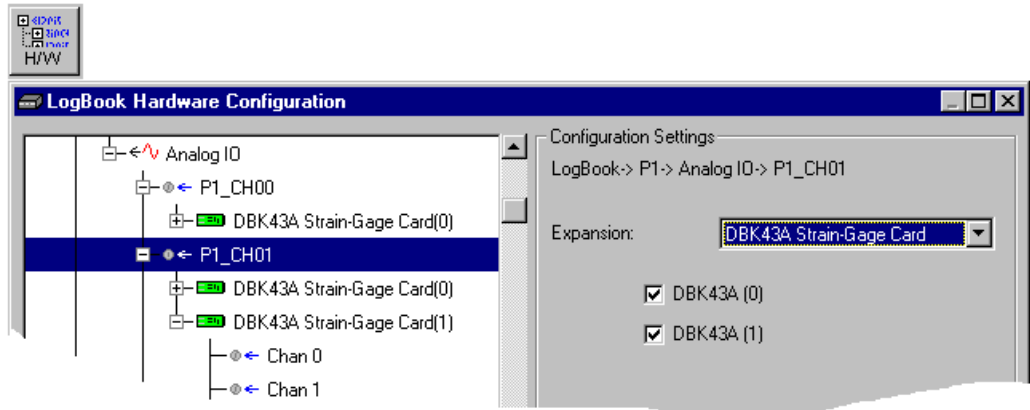 H/W
LogBook Hardware Configuration
Analog IO
P1_CH00
DBK43A Strain-Gage Card(0)
P1_CH01
DBK43A Strain-Gage Card(0)
DBK43A Strain-Gage Card(1)
Chan 0
Chan 1
Configuration Settings
LogBook-> P1-> Analog IO-> P1_CH01
Expansion:
DBK43A Strain-Gage Card
DBK43A (0)
DBK43A (1)